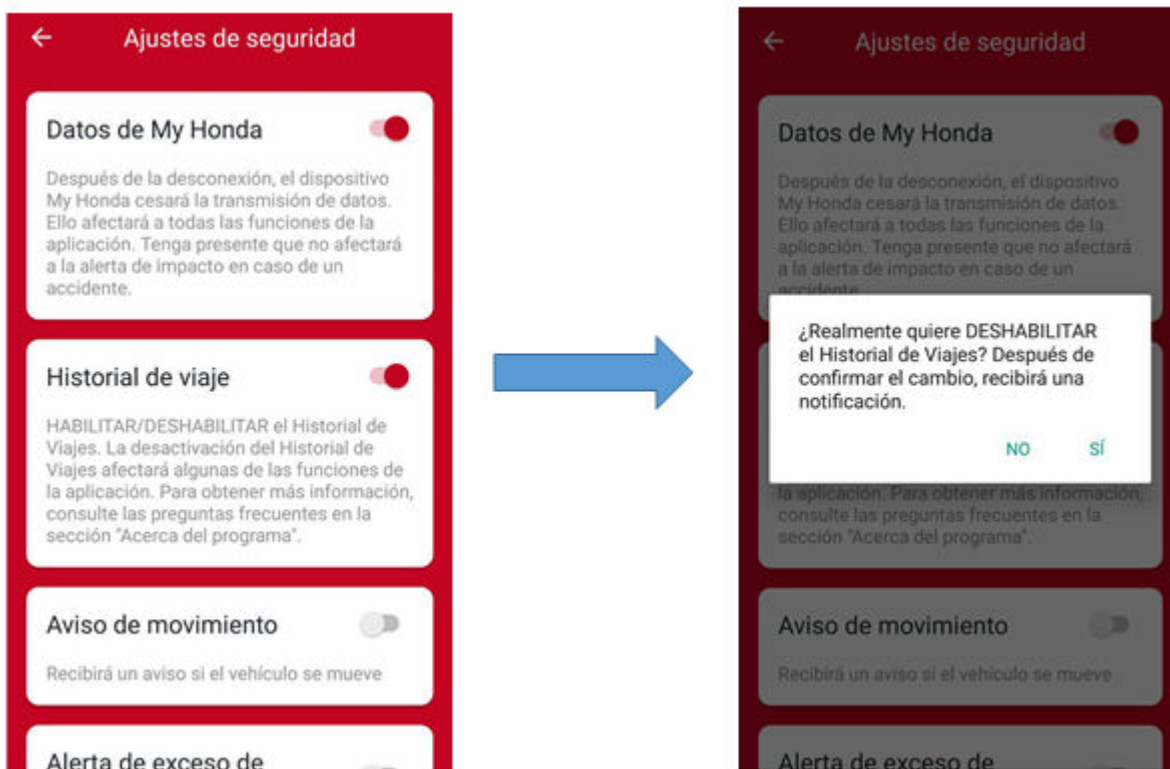 Ajustes de seguridad
Datos de My Honda
Después de la desconexión, el dispositivo
My Honda cesará la transmisión de datos.
Ello afectará a todas las funciones de la
aplicación. Tenga presente que no afectará
a la alerta de impacto en caso de un
accidente.
Historial de viaje
HABILITAR/DESHABILITAR el Historial de
Viajes. La desactivación del Historial de
Viajes afectará algunas de las funciones de
la aplicación. Para obtener más información,
consulte las preguntas frecuentes en la
sección "Acerca del programa".
Aviso de movimiento
Recibirá un aviso si el vehículo se mueve
Alerta de exceso de
Ajustes de seguridad
Datos de My Honda
Después de la desconexión, el dispositivo
My Honda cesará la transmisión de datos.
Ello afectará a todas las funciones de la
aplicación. Tenga presente que no afectará
a la alerta de impacto en caso de un
accidente.
¿Realmente quiere DESHABILITAR
el Historial de Viajes? Después de
confirmar el cambio, recibirá una
notificación.
NO SÍ
la aplicación. Para obtener más información,
consulte las preguntas frecuentes en la
sección "Acerca del programa".
Aviso de movimiento
Recibirá un aviso si el vehículo se mueve
Alerta de exceso de